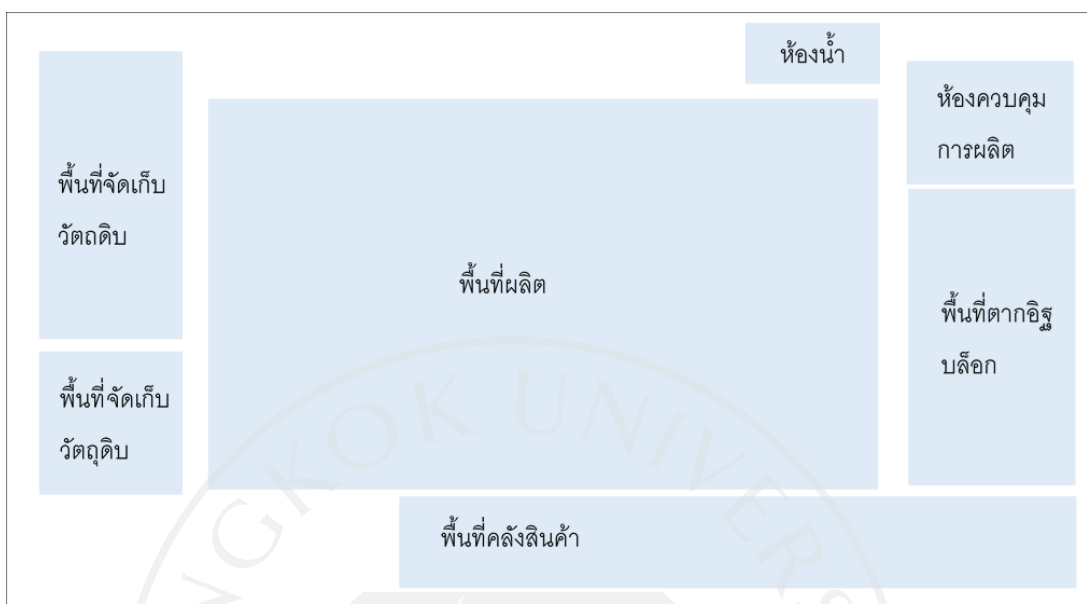 ห้องน้ำ
ห้องควบคุม
การผลิต
พื้นที่จัดเก็บ
วัตถดิบ
พื้นที่ผลิต
พื้นที่ตากอิฐ
บล็อก
พื้นที่จัดเก็บ
วัตถุดิบ
พื้นที่คลังสินค้า